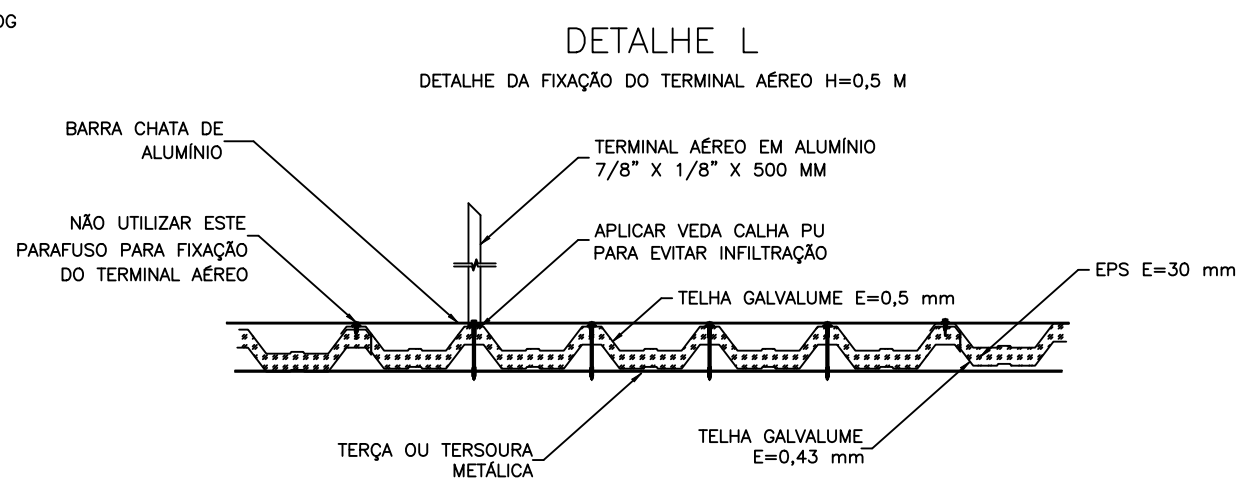 OG
DETALHE L
DETALHE DA FIXAÇÃO DO TERMINAL AÉREO H=0,5 M
BARRA CHATA DE
ALUMÍNIO
TERMINAL AÉREO EM ALUMÍNIO
7/8" X 1/8" X 500 MM
NÃO UTILIZAR ESTE
PARAFUSO PARA FIXAÇÃO
DO TERMINAL AÉREO
APLICAR VEDA CALHA PU
PARA EVITAR INFILTRAÇÃO
EPS E=30 mm
TELHA GALVALUME E=0,5 mm
TERÇA OU TERSOURA
METÁLICA
TELHA GALVALUME
E=0,43 mm